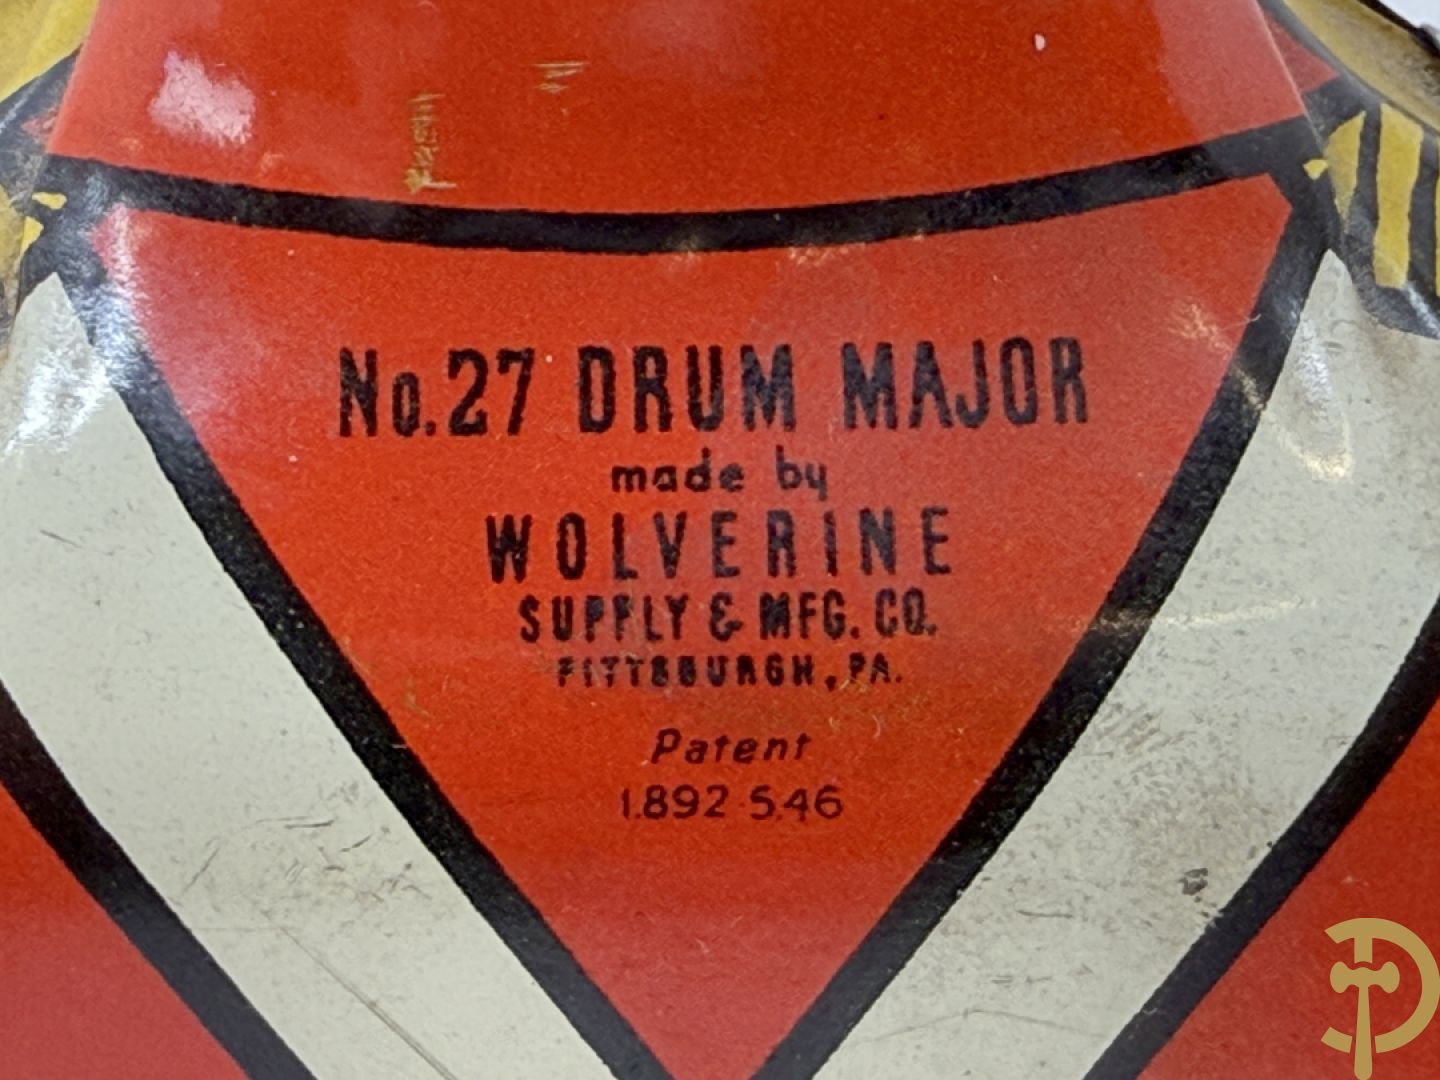 No. 27 DRUM MAJOR
made by
WOLVERINE
SUPPLY & MFG. CO.
PITTSBURGH, PA.
Patent
1.892.546